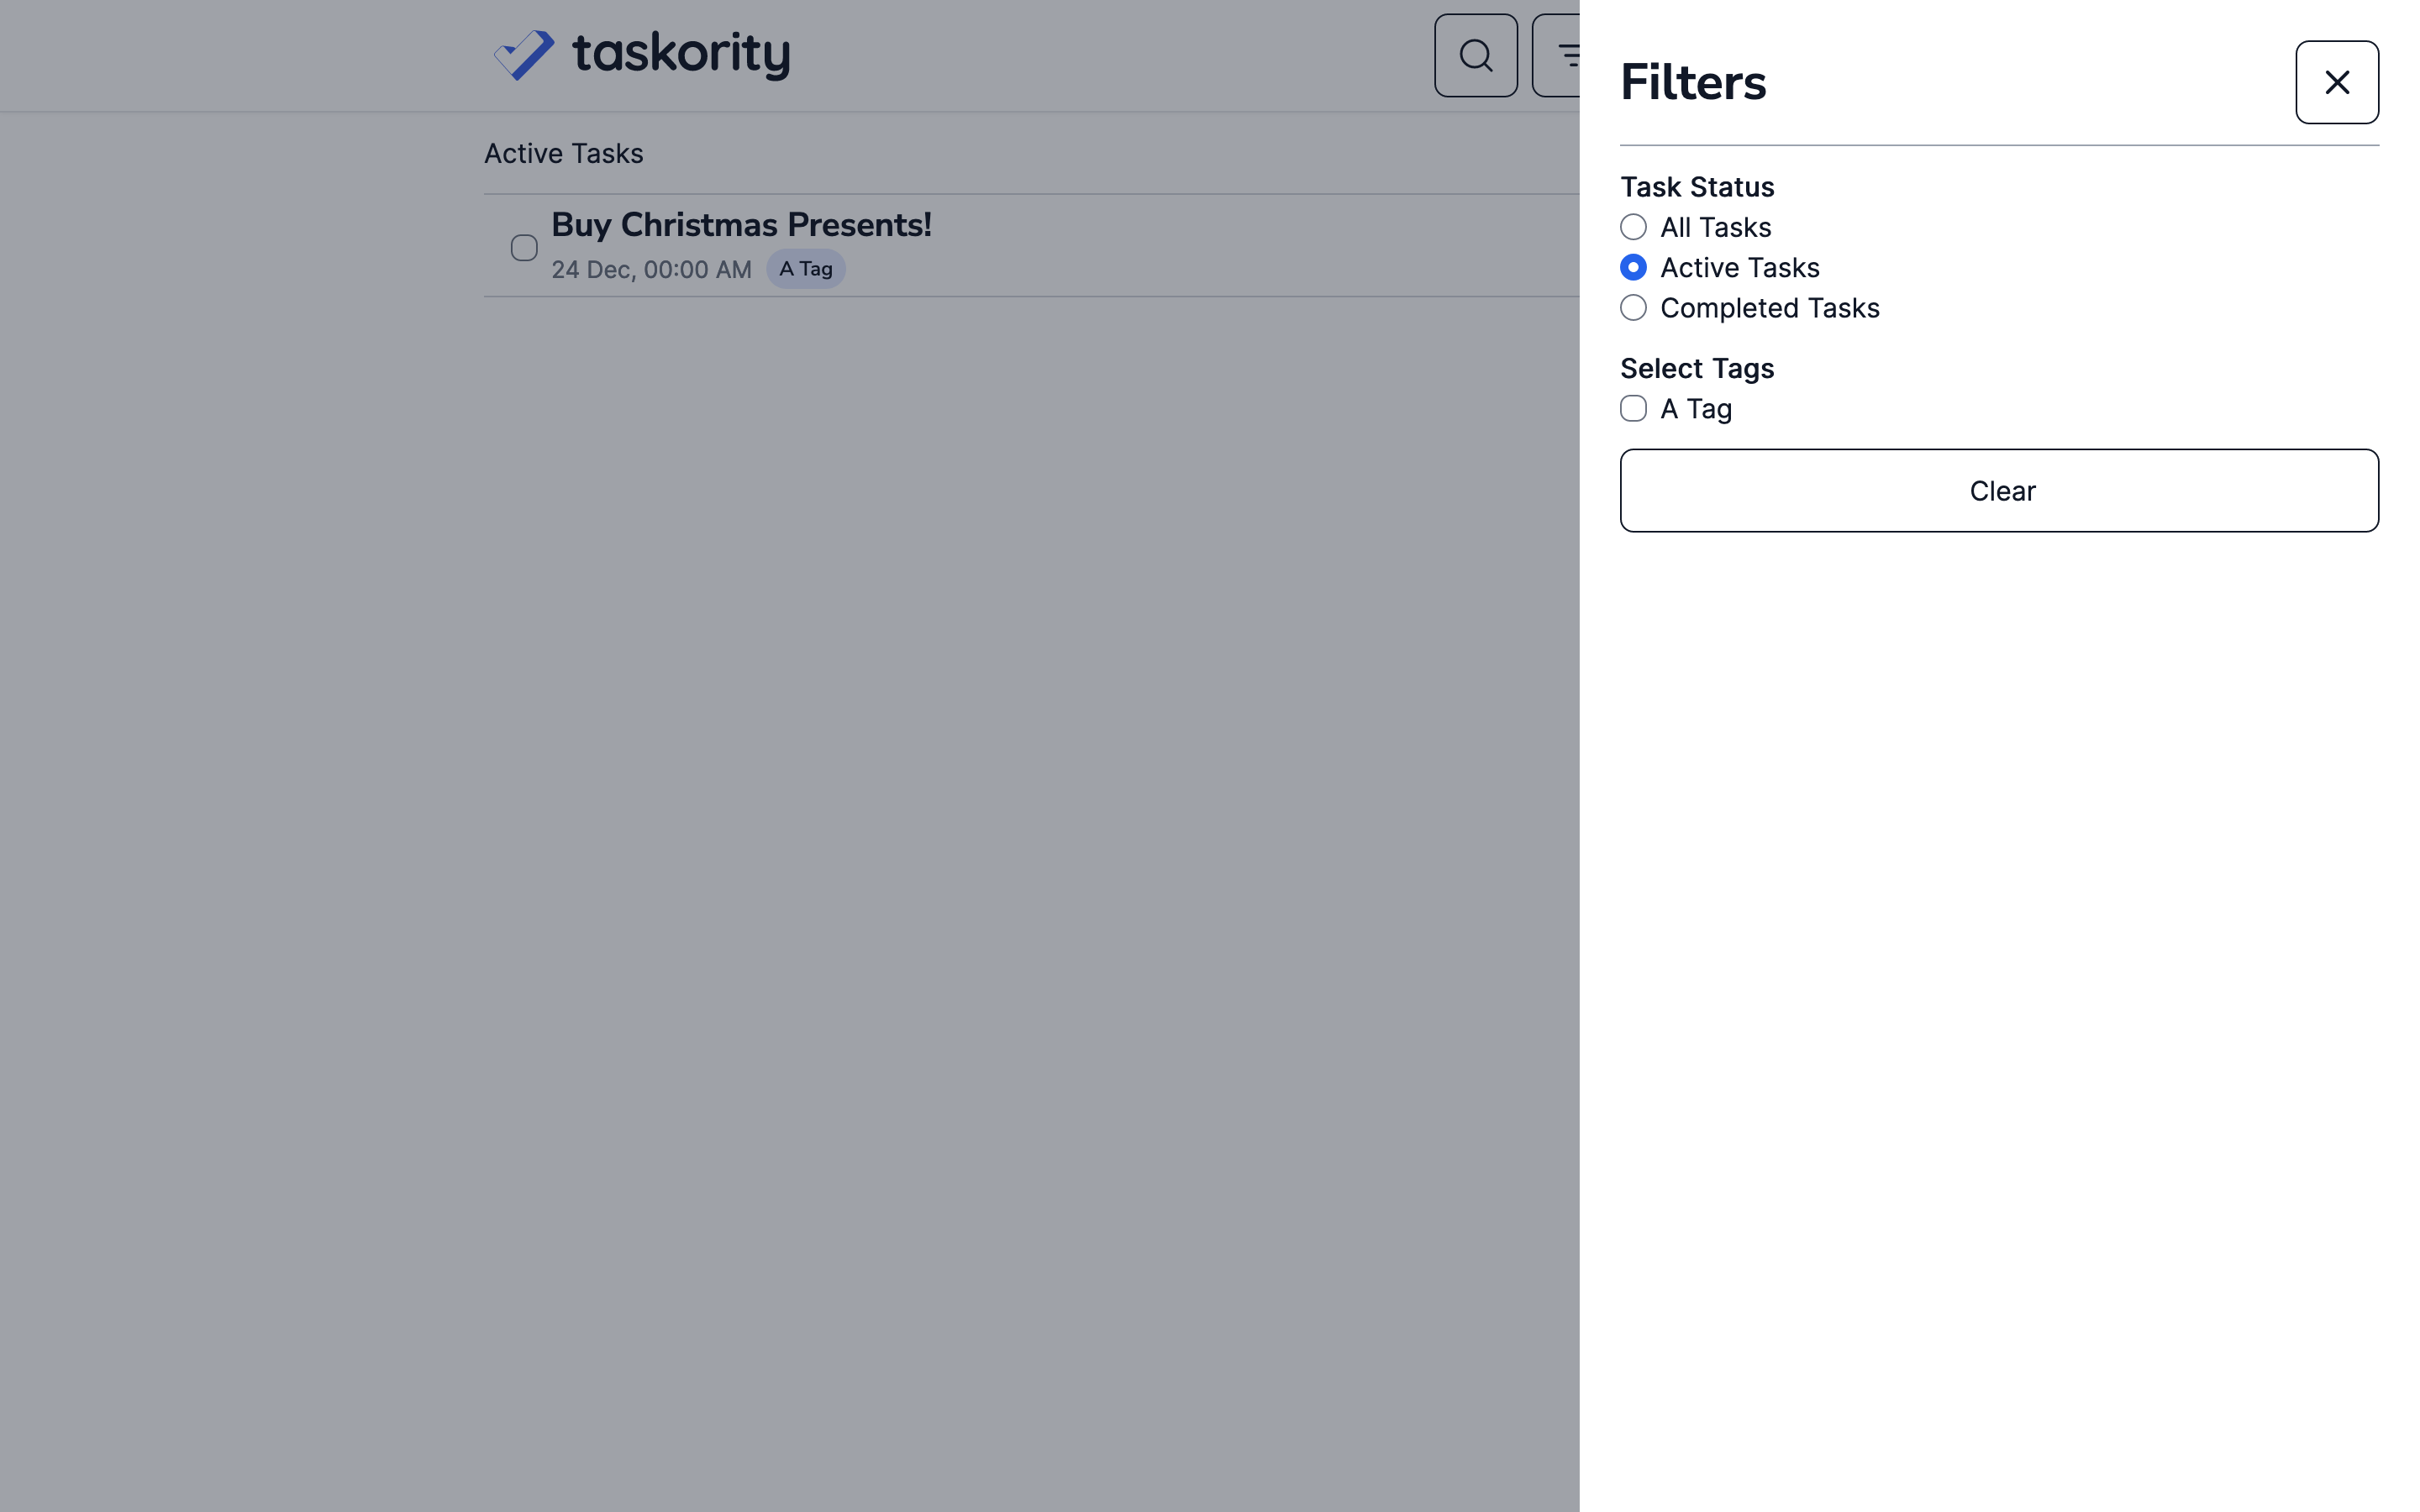 taskority
Active Tasks
Buy Christmas Presents!
24 Dec, 00:00 AM A Tag
Filters
Task Status
All Tasks
Active Tasks
Completed Tasks
Select Tags
A Tag
Clear